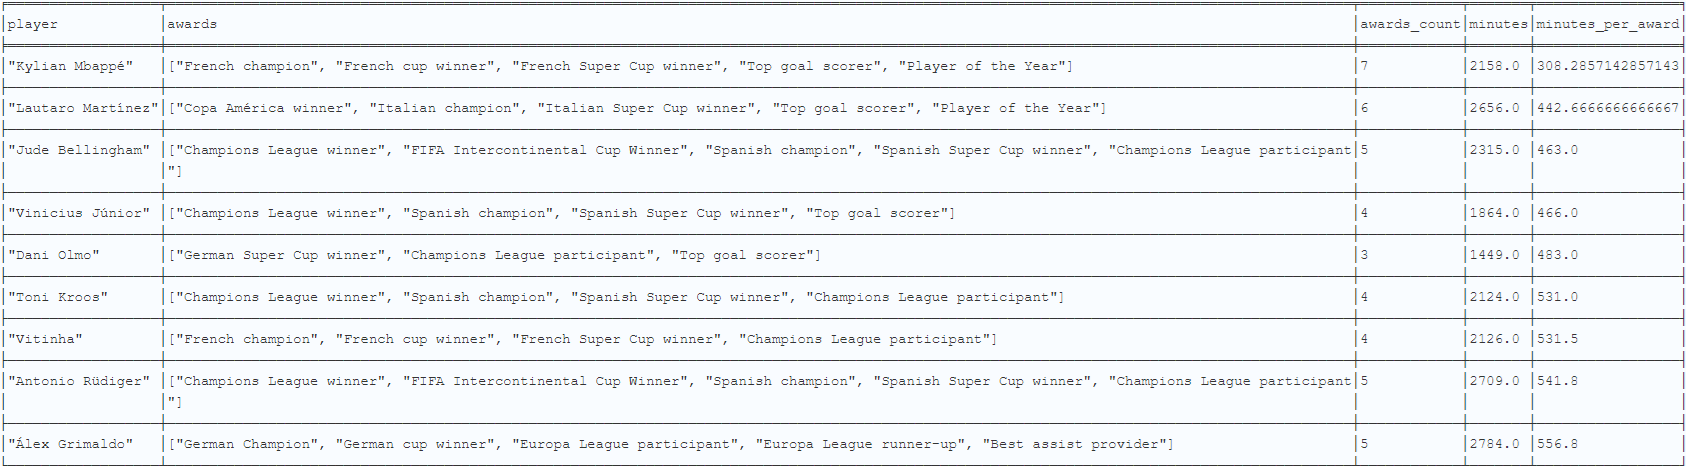 player awards awards_count minutes minutes_per_award
"Kylian Mbappé" ["French champion", "French cup winner", "French Super Cup winner", "Top goal scorer", "Player of the Year"] 7 2158.0 308.2857142857143
"Lautaro Martínez" ["Copa América winner", "Italian champion", "Italian Super Cup winner", "Top goal scorer", "Player of the Year"] 6 2656.0 442.6666666666667
"Jude Bellingham" ["Champions League winner", "FIFA Intercontinental Cup Winner", "Spanish champion", "Spanish Super Cup winner", "Champions League participant 5 2315.0 463.0
"]
"Vinicius Júnior" ["Champions League winner", "Spanish champion", "Spanish Super Cup winner", "Top goal scorer"] 4 1864.0 466.0
"Dani Olmo" ["German Super Cup winner", "Champions League participant", "Top goal scorer"] 3 1449.0 483.0
"Toni Kroos" ["Champions League winner", "Spanish champion", "Spanish Super Cup winner", "Champions League participant"] 4 2124.0 531.0
"Vitinha" ["French champion", "French cup winner", "French Super Cup winner", "Champions League participant"] 4 2126.0 531.5
"Antonio Rüdiger" ["Champions League winner", "FIFA Intercontinental Cup Winner", "Spanish champion", "Spanish Super Cup winner", "Champions League participant 5 2709.0 541.8
"]
"Álex Grimaldo" ["German Champion", "German cup winner", "Europa League participant", "Europa League runner-up", "Best assist provider"] 5 2784.0 556.8